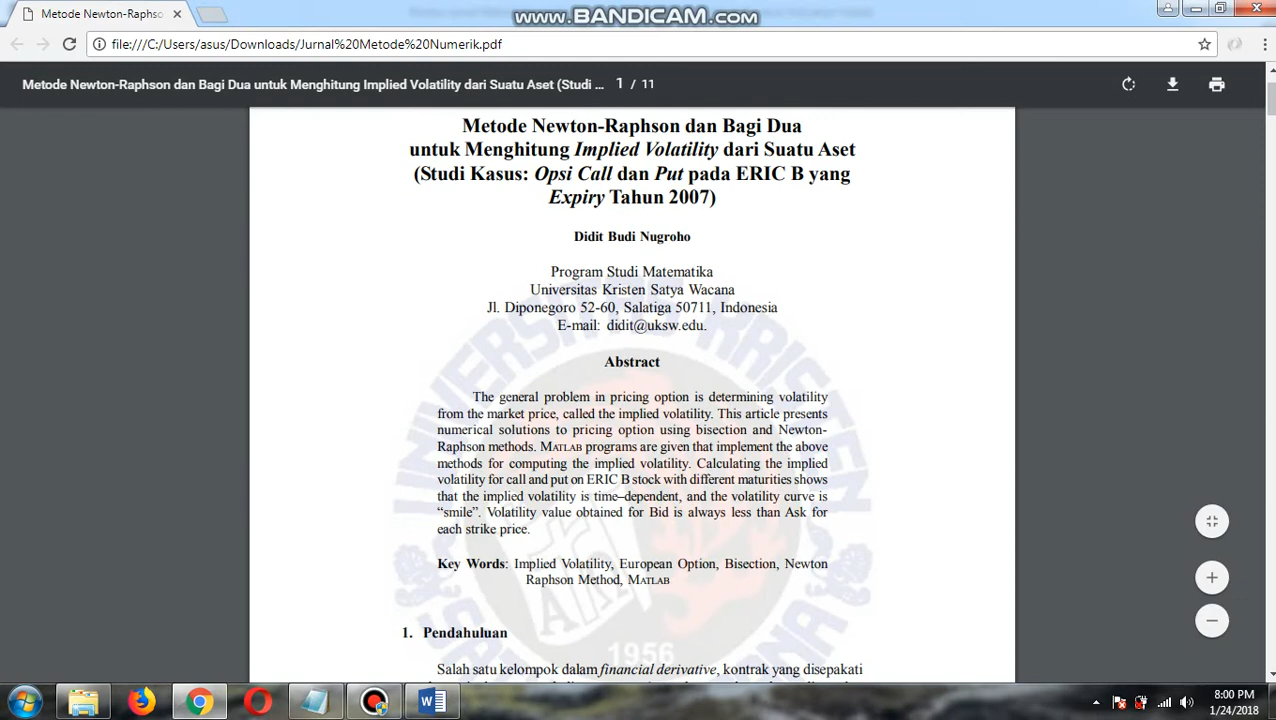 Metode Newton-Raphso
www.BANDICAM.com
file:///C:/Users/asus/Downloads/Jurnal%20Metode%20Numerik.pdf
Metode Newton-Raphson dan Bagi Dua untuk Menghitung Implied Volatility dari Suatu Aset (Studi ... 1 / 11
Metode Newton-Raphson dan Bagi Dua
untuk Menghitung Implied Volatility dari Suatu Aset
(Studi Kasus: Opsi Call dan Put pada ERIC B yang
Expiry Tahun 2007)
Didit Budi Nugroho
Program Studi Matematika
Universitas Kristen Satya Wacana
Jl. Diponegoro 52-60, Salatiga 50711, Indonesia
E-mail: didit@uksw.edu.
Abstract
The general problem in pricing option is determining volatility
from the market price, called the implied volatility. This article presents
numerical solutions to pricing option using bisection and Newton-
Raphson methods. MATLAB programs are given that implement the above
methods for computing the implied volatility. Calculating the implied
volatility for call and put on ERIC B stock with different maturities shows
that the implied volatility is time–dependent, and the volatility curve is
“smile”. Volatility value obtained for Bid is always less than Ask for
each strike price.
Key Words: Implied Volatility, European Option, Bisection, Newton
Raphson Method, MATLAB
1. Pendahuluan
1956
Salah satu kelompok dalam financial derivative, kontrak yang disepakati
8:00 PM
1/24/2018